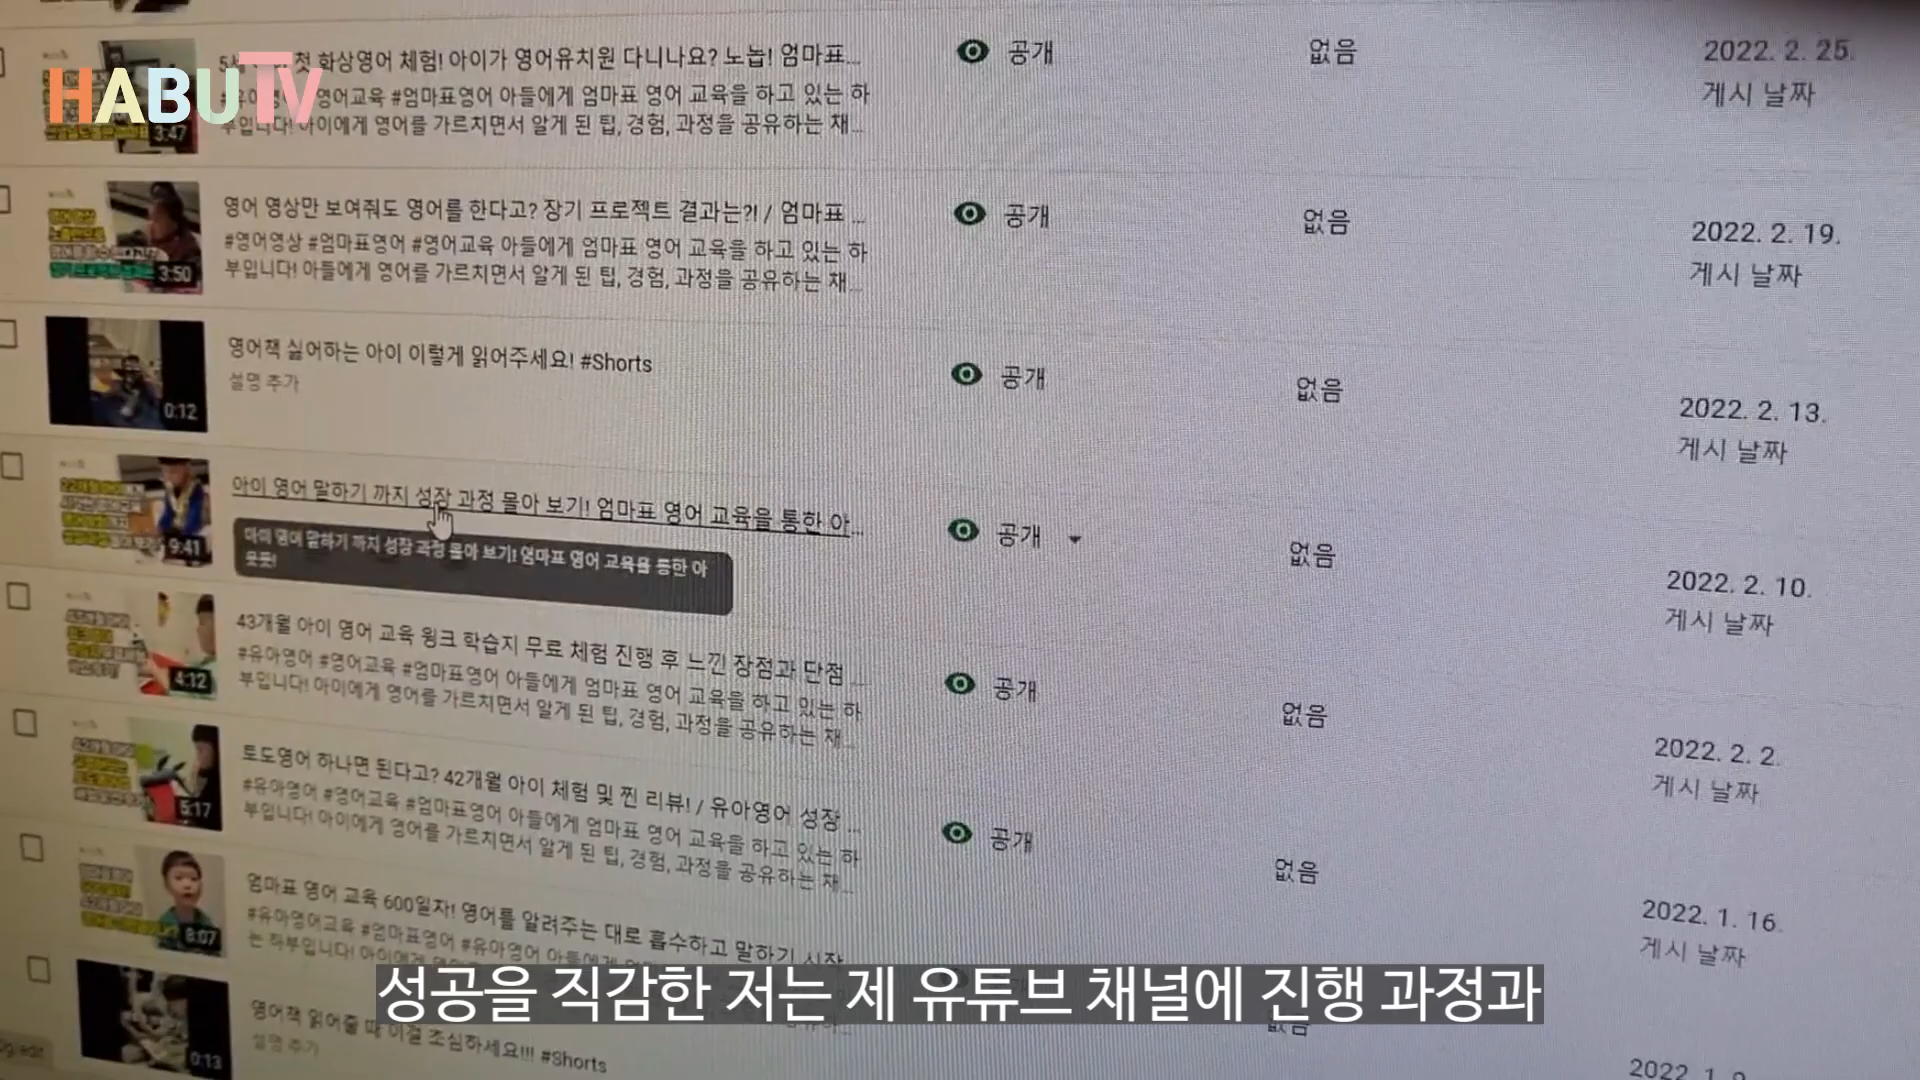 HABUTV
첫 화상영어 체험! 아이가 영어유치원 다니나요? 노놉! 엄마표...
영어교육 #엄마표영어 아들에게 엄마표 영어 교육을 하고 있는 하
부입니다! 아이에게 영어를 가르치면서 알게 된 팁, 경험, 과정을 공유하는 채...
3:47
공개
없음
2022. 2. 25.
게시 날짜
영어 영상만 보여줘도 영어를 한다고? 장기 프로젝트 결과는?! / 엄마표 ...
#영어영상 #엄마표영어 #영어교육 아들에게 엄마표 영어 교육을 하고 있는 하
부입니다! 아들에게 영어를 가르치면서 알게 된 팁, 경험, 과정을 공유하는 채...
3:50
공개
없음
2022. 2. 19.
게시 날짜
영어책 싫어하는 아이 이렇게 읽어주세요! #Shorts
설명 추가
0:12
공개
없음
2022. 2. 13.
게시 날짜
아이 영어 말하기 까지 성장 과정 몰아 보기! 엄마표 영어 교육을 통한 아...
아이 영어 말하기 까지 성장 과정 몰아 보기! 엄마표 영어 교육을 통한 아
웃풋!
9:41
공개
없음
2022. 2. 10.
게시 날짜
43개월 아이 영어 교육 윙크 학습지 무료 체험 진행 후 느낀 장점과 단점 ...
#유아영어 #영어교육 #엄마표영어 아들에게 엄마표 영어 교육을 하고 있는 하
부입니다! 아이에게 영어를 가르치면서 알게 된 팁, 경험, 과정을 공유하는 채...
4:12
공개
없음
2022. 2. 2.
게시 날짜
토도영어 하나면 된다고? 42개월 아이 체험 및 찐 리뷰! / 유아영어 성장 ...
#유아영어 #영어교육 #엄마표영어 아들에게 엄마표 영어 교육을 하고 있는 하
부입니다! 아이에게 영어를 가르치면서 알게 된 팁, 경험, 과정을 공유하는 채...
5:17
공개
없음
2022. 1. 16.
게시 날짜
엄마표 영어 교육 600일차! 영어를 알려주는 대로 흡수하고 말하기 시작
#유아영어교육 #엄마표영어 #유아영어
는 하부입니다! 아이에게
8:07
없음
영어책 읽어줄 때 이걸 조심하세요!!! #Shorts
설명 추가
0:13
성공을 직감한 저는 제 유튜브 채널에 진행 과정과